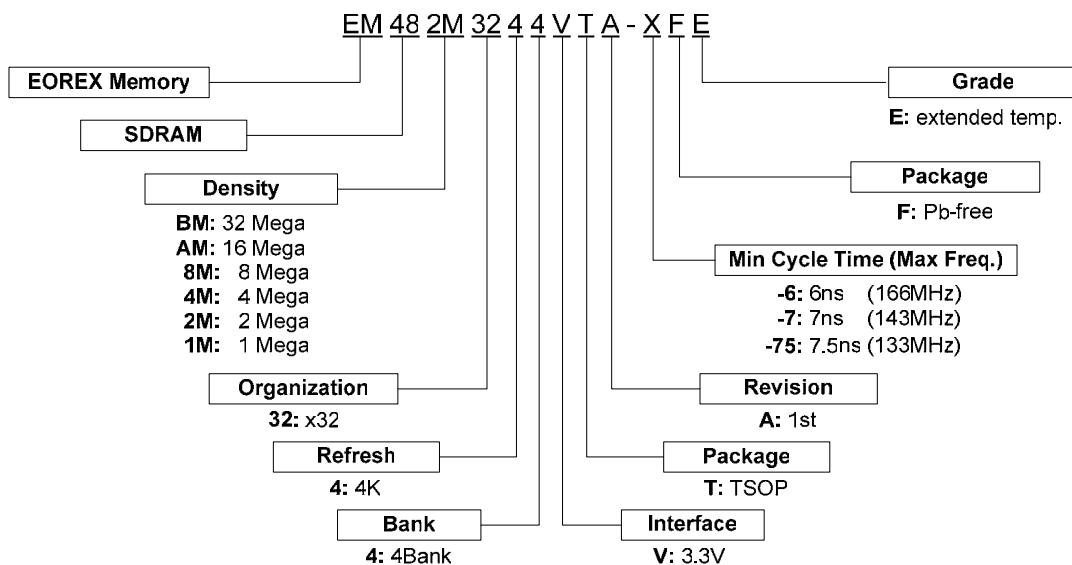 EM 48 2M 32 4 4 V T A - X F E
EOREX Memory
SDRAM
Density
BM: 32 Mega
AM: 16 Mega
8M: 8 Mega
4M: 4 Mega
2M: 2 Mega
1M: 1 Mega
Organization
32: x32
Refresh
4: 4K
Bank
4: 4Bank
Grade
E: extended temp.
Package
F: Pb-free
Min Cycle Time (Max Freq.)
-6: 6ns (166MHz)
-7: 7ns (143MHz)
-75: 7.5ns (133MHz)
Revision
A: 1st
Package
T: TSOP
Interface
V: 3.3V